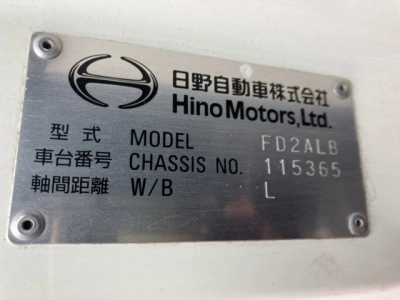 日野自動車株式会社
Hino Motors, Ltd.
型式 MODEL FD2ALB
車台番号 CHASSIS NO. 115365
軸間距離 W/B L